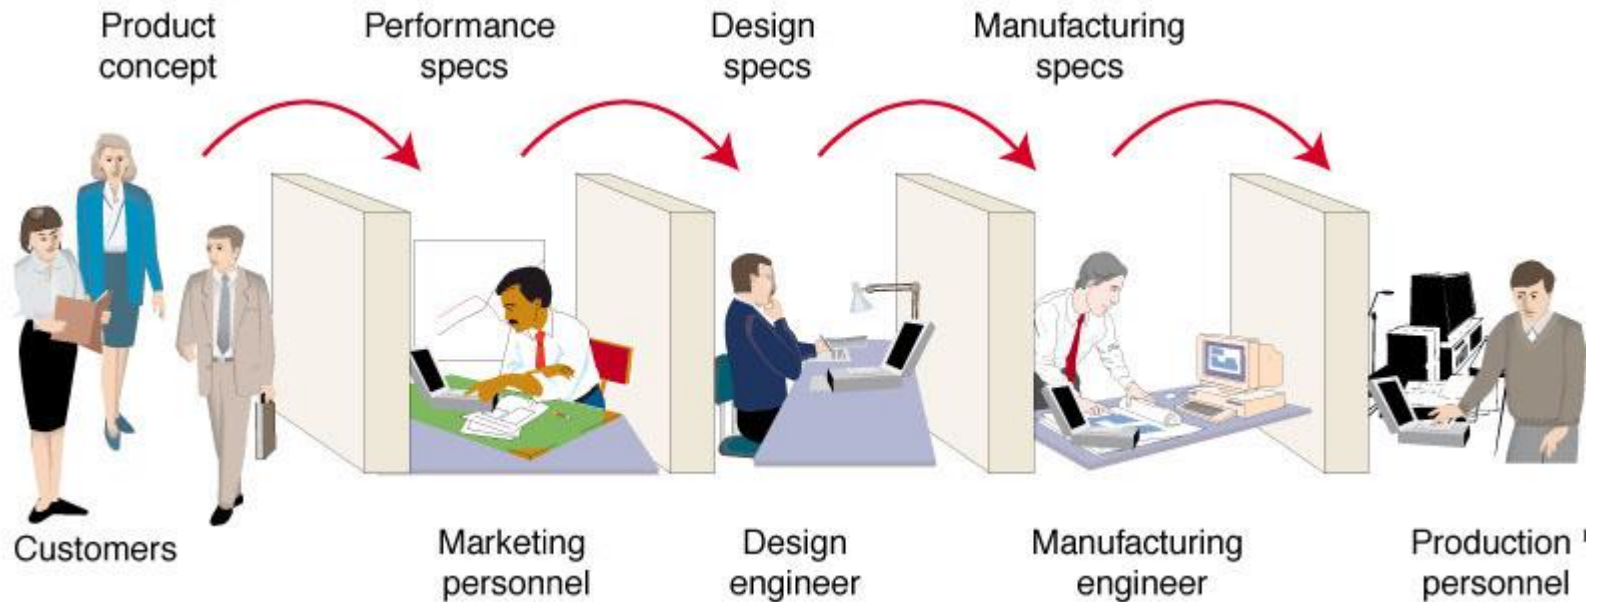 Product
concept
Performance
specs
Design
specs
Manufacturing
specs
Customers
Marketing
personnel
Design
engineer
Manufacturing
engineer
Production
personnel